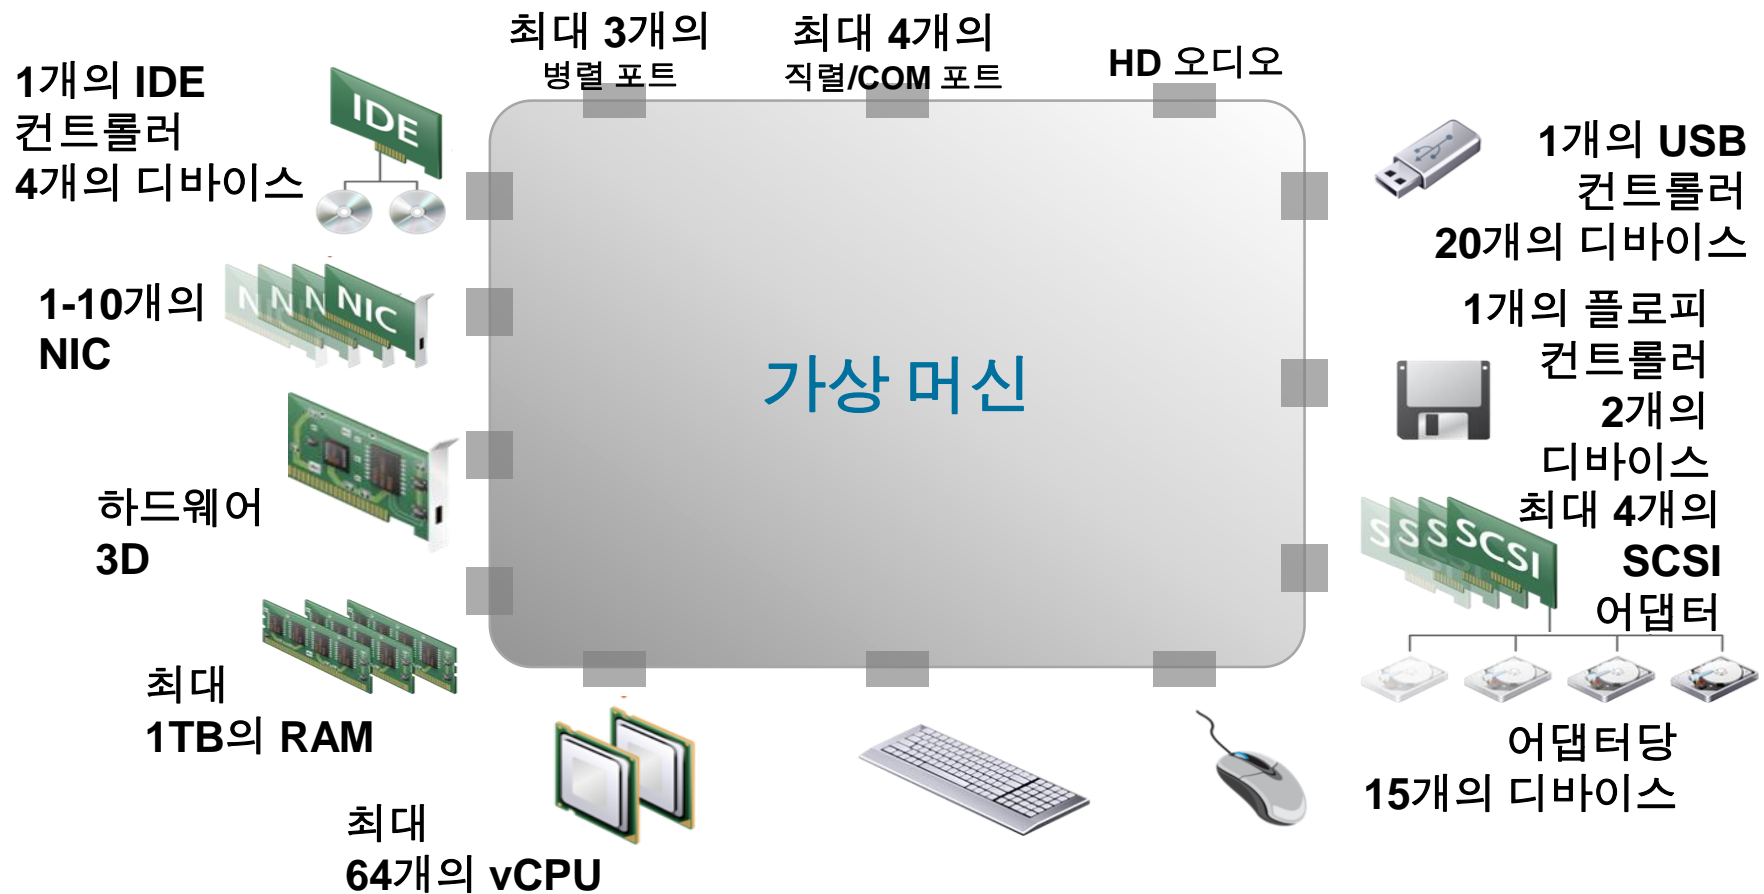 최대 3개의
병렬 포트
최대 4개의
직렬/COM 포트
HD 오디오
1개의 IDE
컨트롤러
4개의 디바이스
IDE
1-10개의
NIC
N
N
N
NIC
하드웨어
3D
최대
1TB의 RAM
최대
64개의 vCPU
가상 머신
1개의 USB
컨트롤러
20개의 디바이스
1개의 플로피
컨트롤러
2개의
디바이스
최대 4개의
SCSI
어댑터
S
S
S
SCSI
어댑터당
15개의 디바이스